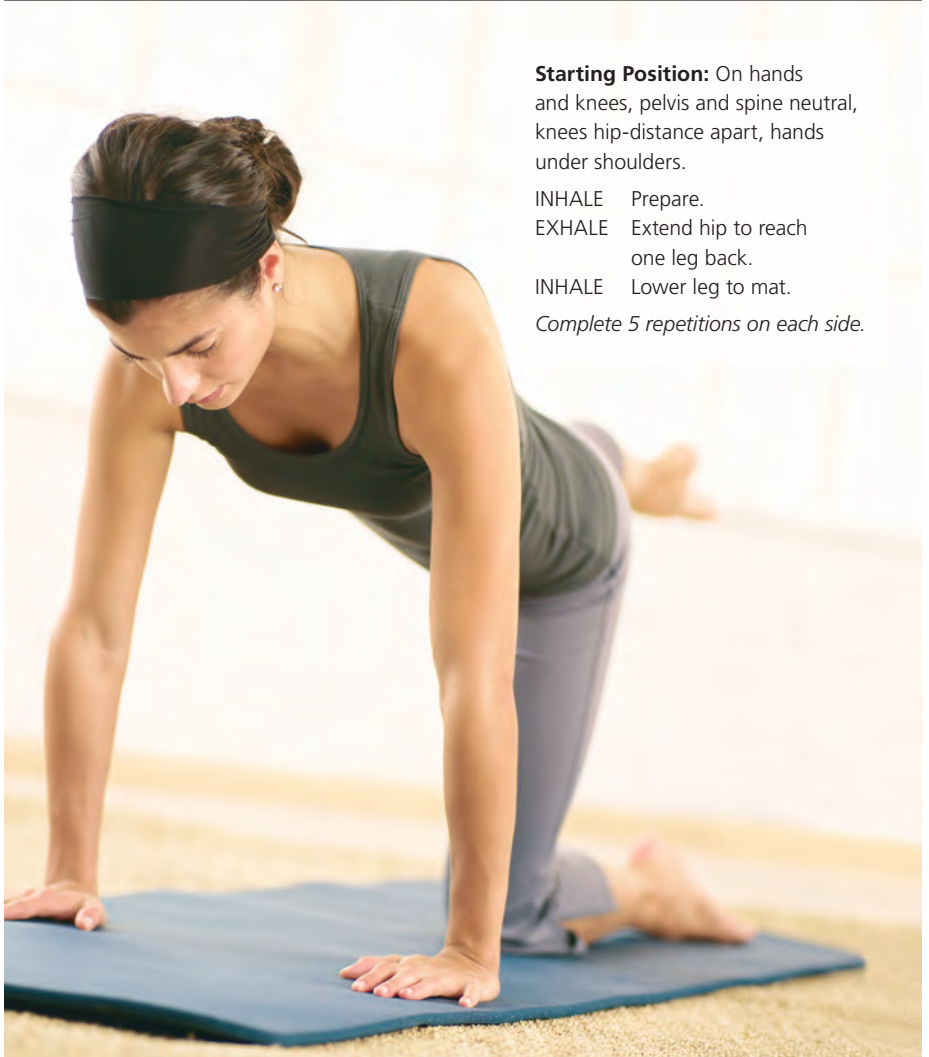 Starting Position: On hands
and knees, pelvis and spine neutral,
knees hip-distance apart, hands
under shoulders.
INHALE Prepare.
EXHALE Extend hip to reach
one leg back.
INHALE Lower leg to mat.
Complete 5 repetitions on each side.